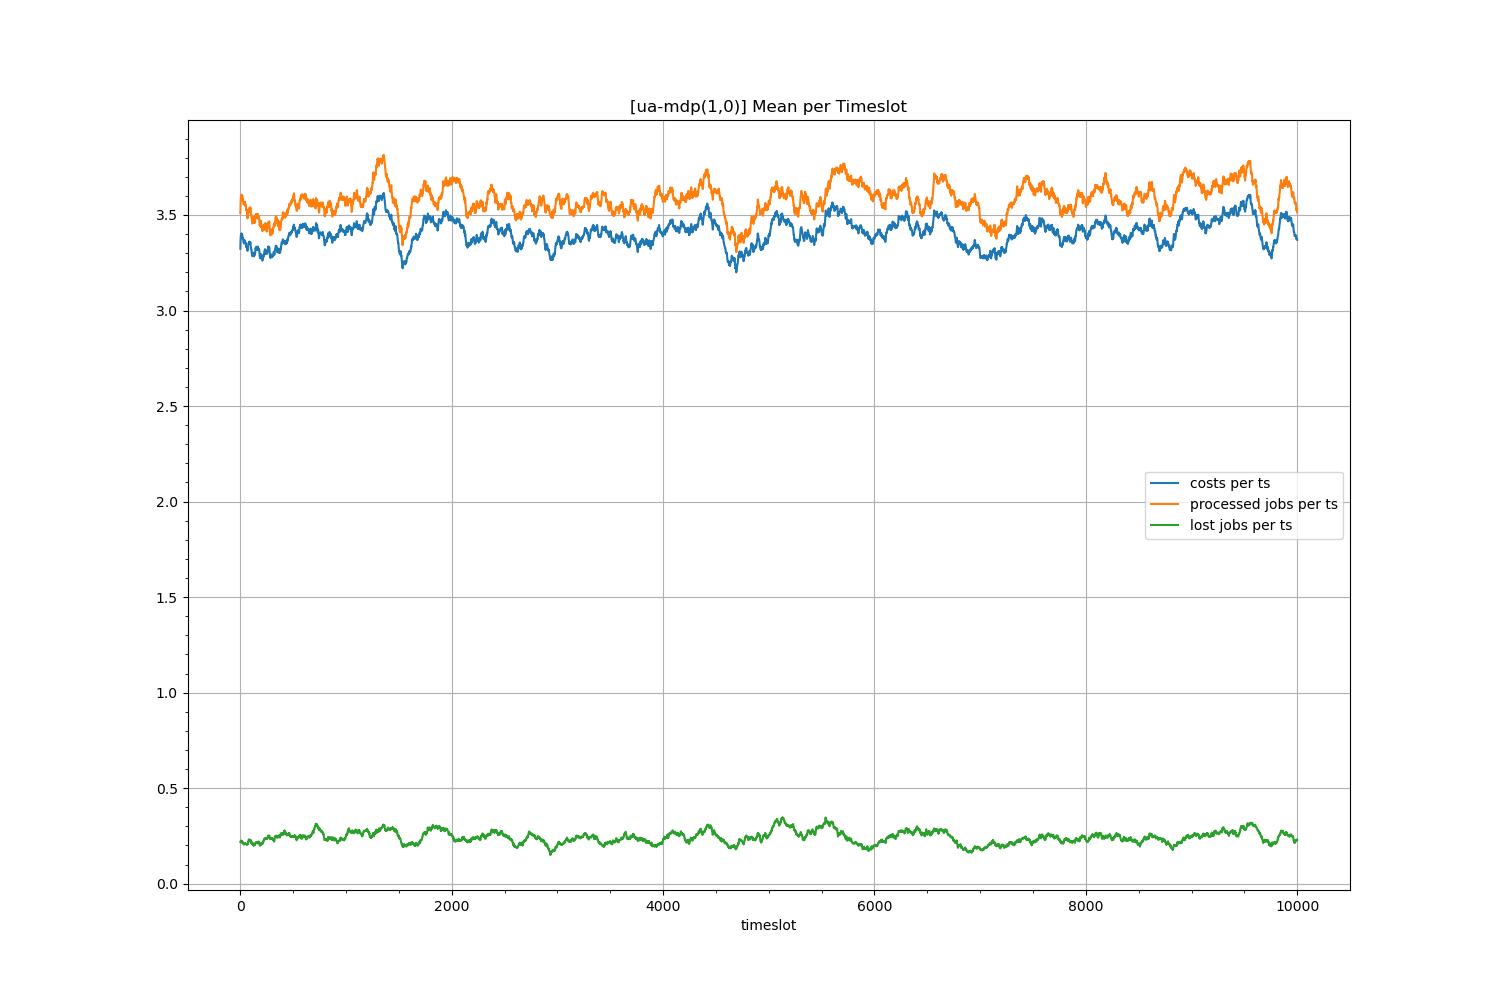 [ua-mdp(1,0)] Mean per Timeslot
3.5
3.0
2.5
2.0
1.5
1.0
0.5
0.0
costs per ts
processed jobs per ts
lost jobs per ts
0 2000 4000 6000 8000 10000
timeslot